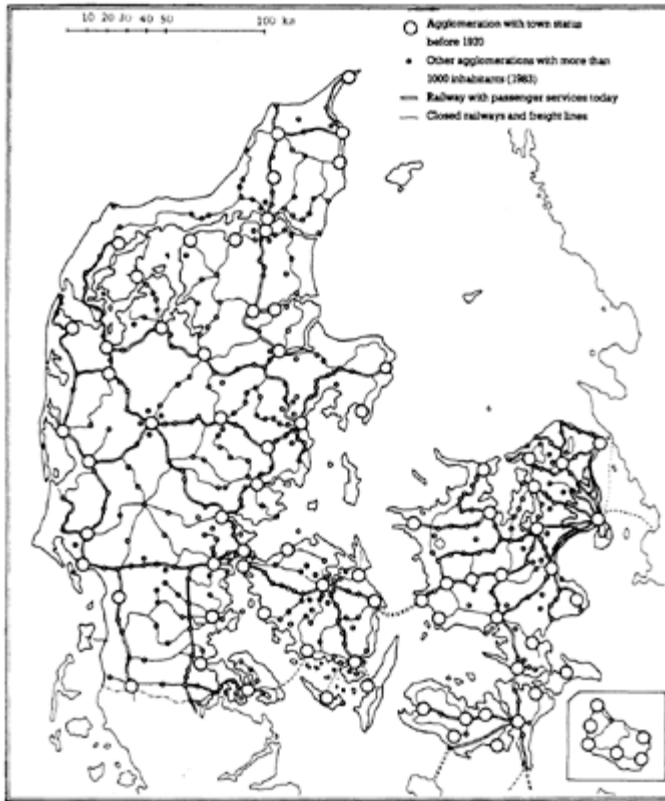 10 20 30 40 50 100 km
Agglomeration with town status
before 1920
Other agglomerations with more than
1000 inhabitants (1983)
Railway with passenger services today
Closed railways and freight lines